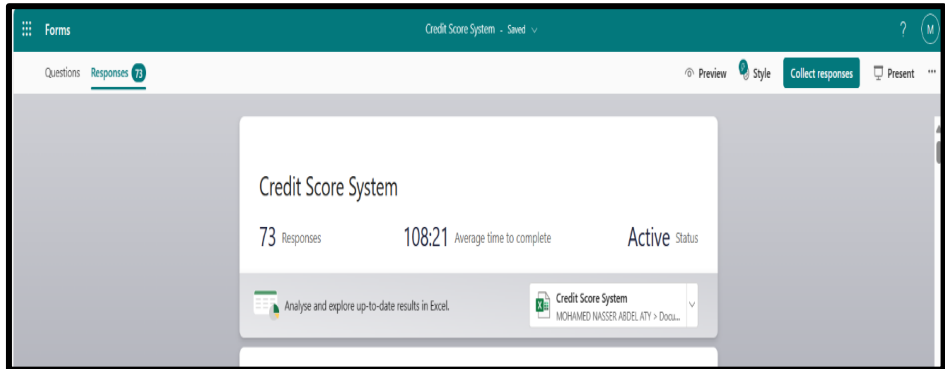 Forms
Credit Score System - Saved
?
M
Questions
Responses 73
Preview
Style
Collect responses
Present
...
Credit Score System
73 Responses
108:21 Average time to complete
Active Status
Analyse and explore up-to-date results in Excel.
Credit Score System
MOHAMED NASSER ABDEL ATY > Docu...